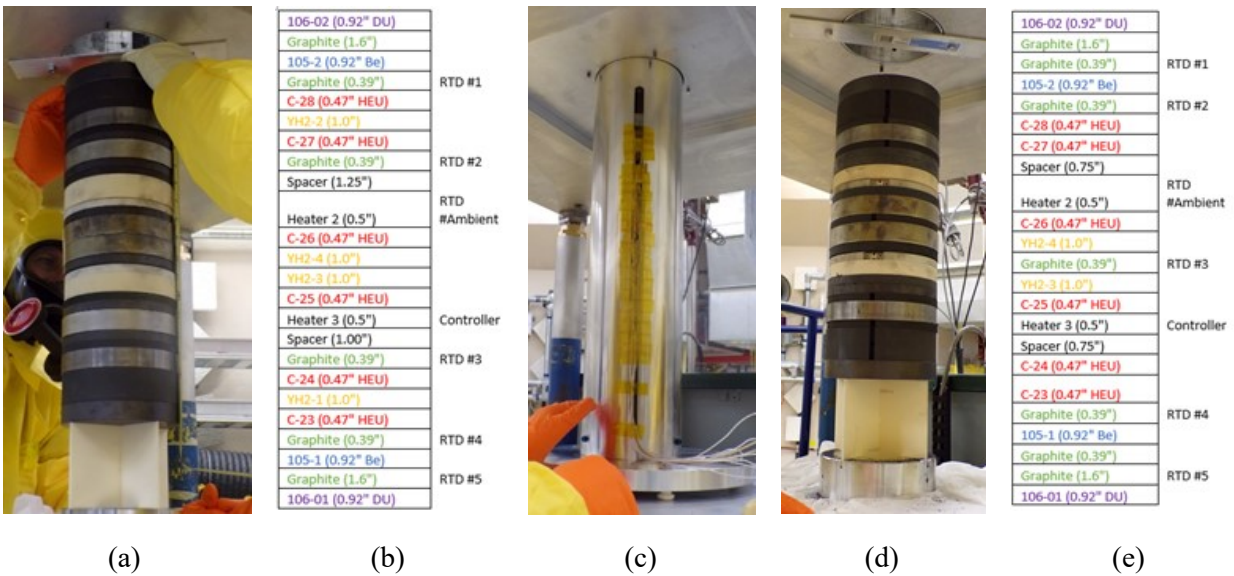 106-02 (0.92" DU)
Graphite (1.6")
105-2 (0.92" Be)
Graphite (0.39") RTD #1
C-28 (0.47" HEU)
YH2-2 (1.0")
C-27 (0.47" HEU)
Graphite (0.39") RTD #2
Spacer (1.25")
RTD
Heater 2 (0.5") #Ambient
C-26 (0.47" HEU)
YH2-4 (1.0")
YH2-3 (1.0")
C-25 (0.47" HEU)
Heater 3 (0.5") Controller
Spacer (1.00")
Graphite (0.39") RTD #3
C-24 (0.47" HEU)
YH2-1 (1.0")
C-23 (0.47" HEU)
Graphite (0.39") RTD #4
105-1 (0.92" Be)
Graphite (1.6") RTD #5
106-01 (0.92" DU)
106-02 (0.92" DU)
Graphite (1.6")
Graphite (0.39") RTD #1
105-2 (0.92" Be)
Graphite (0.39") RTD #2
C-28 (0.47" HEU)
C-27 (0.47" HEU)
Spacer (0.75")
RTD
Heater 2 (0.5") #Ambient
C-26 (0.47" HEU)
YH2-4 (1.0")
Graphite (0.39") RTD #3
YH2-3 (1.0")
C-25 (0.47" HEU)
Heater 3 (0.5") Controller
Spacer (0.75")
C-24 (0.47" HEU)
C-23 (0.47" HEU)
Graphite (0.39") RTD #4
105-1 (0.92" Be)
Graphite (0.39")
Graphite (1.6") RTD #5
106-01 (0.92" DU)
(a) (b) (c) (d) (e)